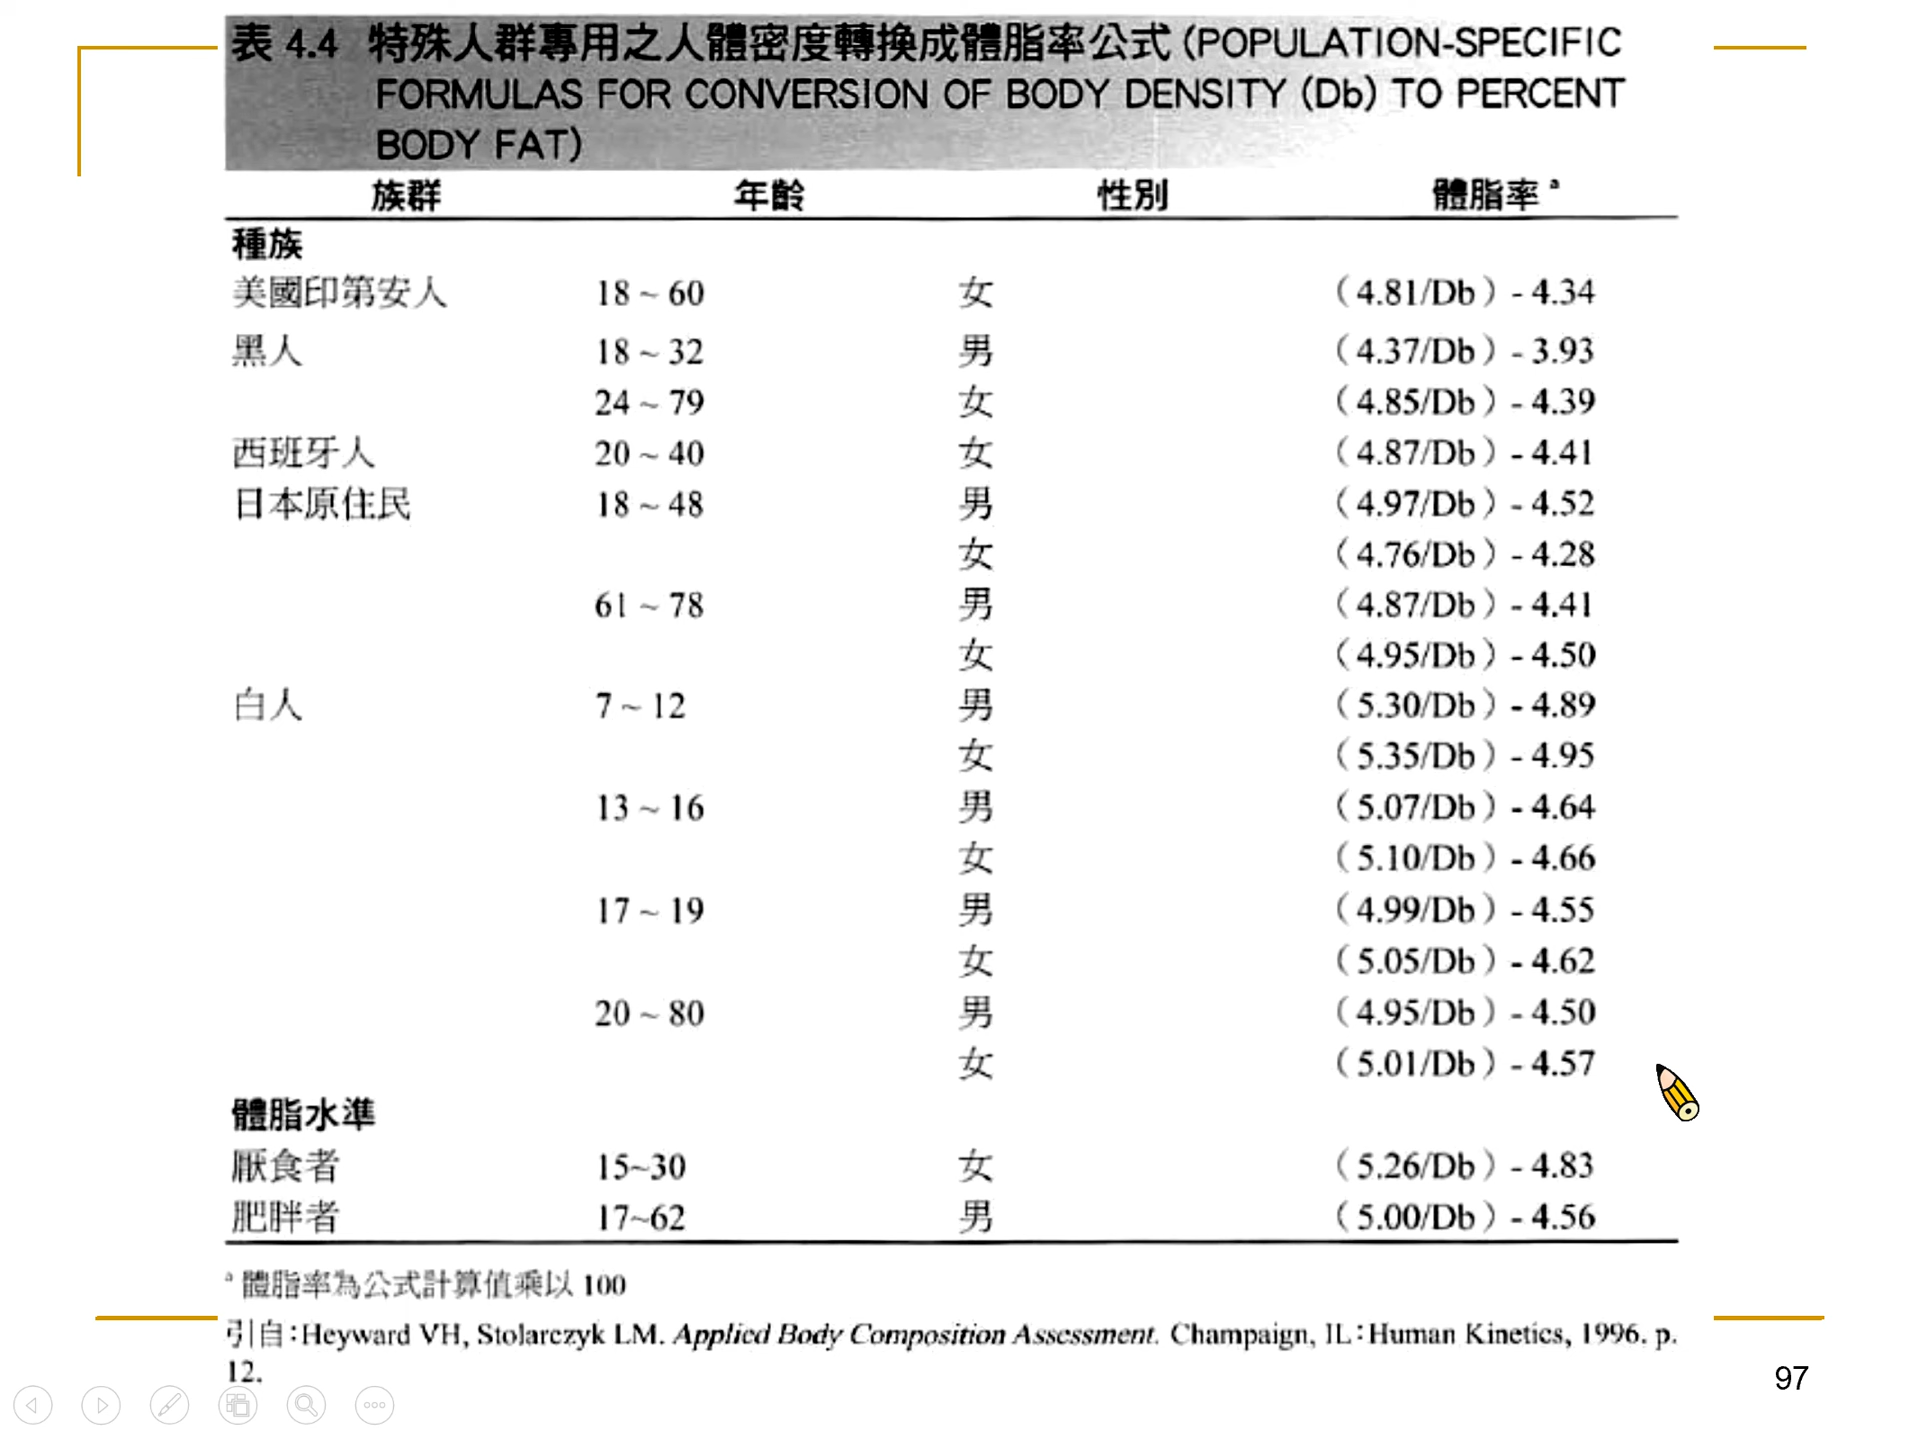 表 4.4 特殊人群專用之人體密度轉換成體脂率公式 (POPULATION-SPECIFIC
FORMULAS FOR CONVERSION OF BODY DENSITY (Db) TO PERCENT
BODY FAT)
族群 年齡 性別 體脂率 a
種族
美國印第安人 18 ~ 60 女 (4.81/Db) - 4.34
黑人 18 ~ 32 男 (4.37/Db) - 3.93
24 ~ 79 女 (4.85/Db) - 4.39
西班牙人 20 ~ 40 女 (4.87/Db) - 4.41
日本原住民 18 ~ 48 男 (4.97/Db) - 4.52
女 (4.76/Db) - 4.28
61 ~ 78 男 (4.87/Db) - 4.41
女 (4.95/Db) - 4.50
白人 7 ~ 12 男 (5.30/Db) - 4.89
女 (5.35/Db) - 4.95
13 ~ 16 男 (5.07/Db) - 4.64
女 (5.10/Db) - 4.66
17 ~ 19 男 (4.99/Db) - 4.55
女 (5.05/Db) - 4.62
20 ~ 80 男 (4.95/Db) - 4.50
女 (5.01/Db) - 4.57
體脂水準
厭食者 15~30 女 (5.26/Db) - 4.83
肥胖者 17~62 男 (5.00/Db) - 4.56
a 體脂率為公式計算值乘以 100
引自:Heyward VH, Stolarczyk LM. Applied Body Composition Assessment. Champaign, IL:Human Kinetics, 1996. p.
12.
97